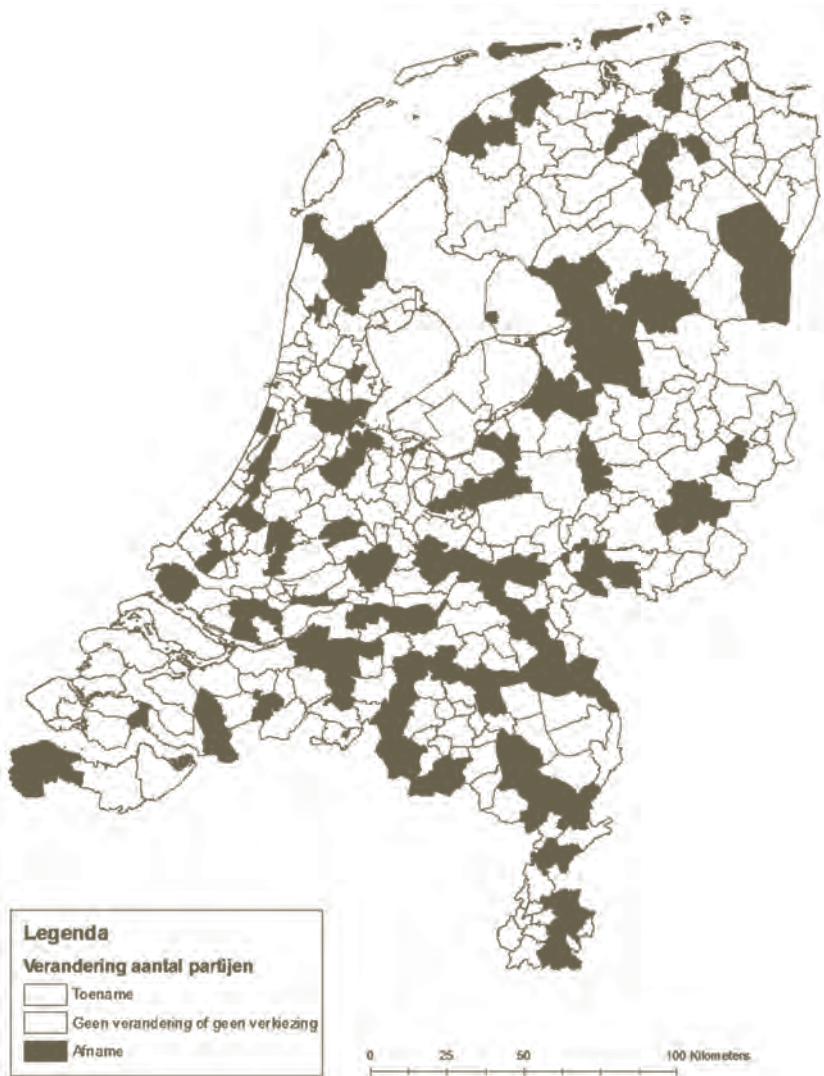 Legenda
Verandering aantal partijen
Toename
Geen verandering of geen verkiezing
Afname
0 25 50 100 Kilometers